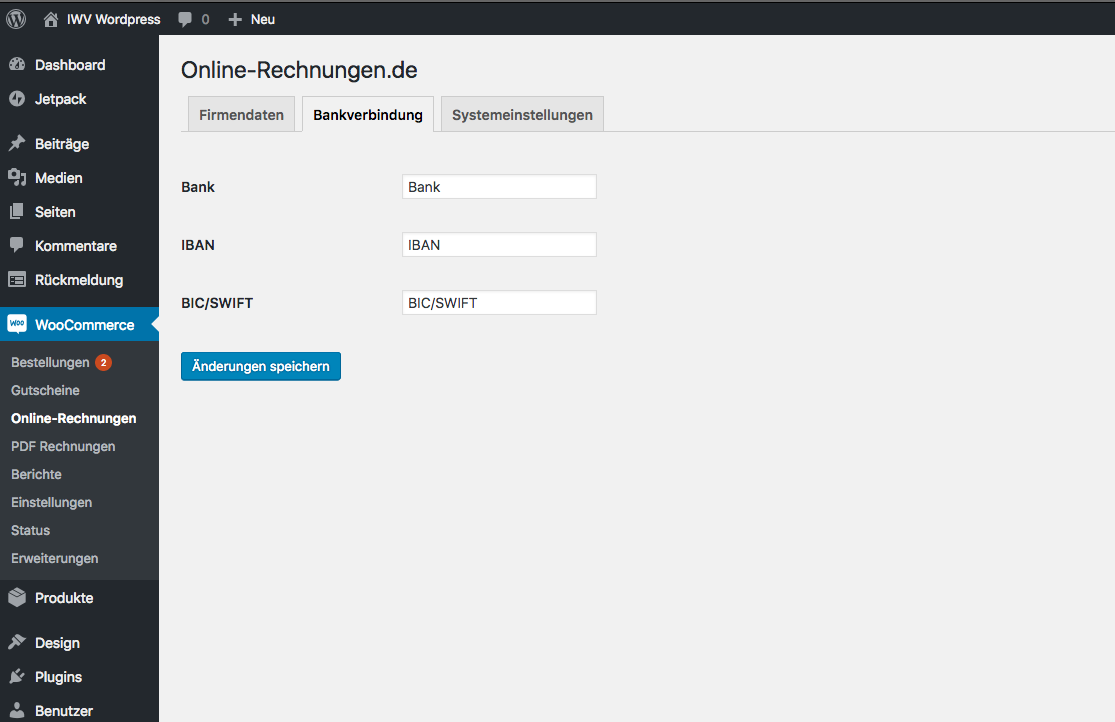 IWV Wordpress 0 Neu
Dashboard
Jetpack
Beiträge
Medien
Seiten
Kommentare
Rückmeldung
Woo WooCommerce
Bestellungen 2
Gutscheine
Online-Rechnungen
PDF Rechnungen
Berichte
Einstellungen
Status
Erweiterungen
Produkte
Design
Plugins
Benutzer
Online-Rechnungen.de
Firmendaten Bankverbindung Systemeinstellungen
Bank Bank
IBAN IBAN
BIC/SWIFT BIC/SWIFT
Änderungen speichern